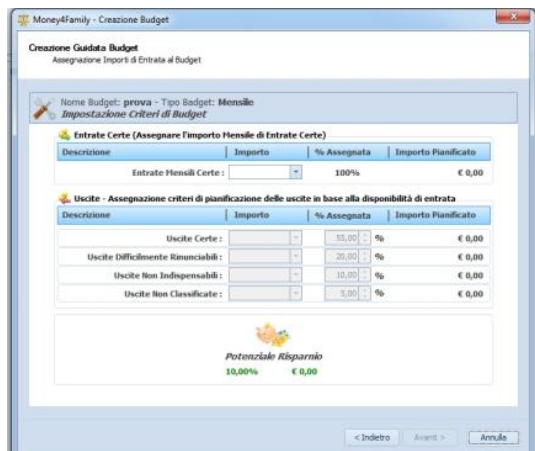 Money4Family - Creazione Budget
Creazione Guidata Budget
Assegnazione Importi di Entrata al Budget
Nome Budget: prova - Tipo Badget: Mensile
Impostazione Criteri di Budget
Entrate Certe (Assegnare l'importo Mensile di Entrate Certe)
Descrizione Importo % Assegnata Importo Pianificato
Entrate Mensili Certe : 100% € 0,00
Uscite - Assegnazione criteri di pianificazione delle uscite in base alla disponibilità di entrata
Descrizione Importo % Assegnata Importo Pianificato
Uscite Certe : 55,00 % € 0,00
Uscite Difficilmente Rinunciabili : 20,00 % € 0,00
Uscite Non Indispensabili : 10,00 % € 0,00
Uscite Non Classificate : 5,00 % € 0,00
Potenziale Risparmio
10,00% € 0,00
< Indietro Avanti > Annulla